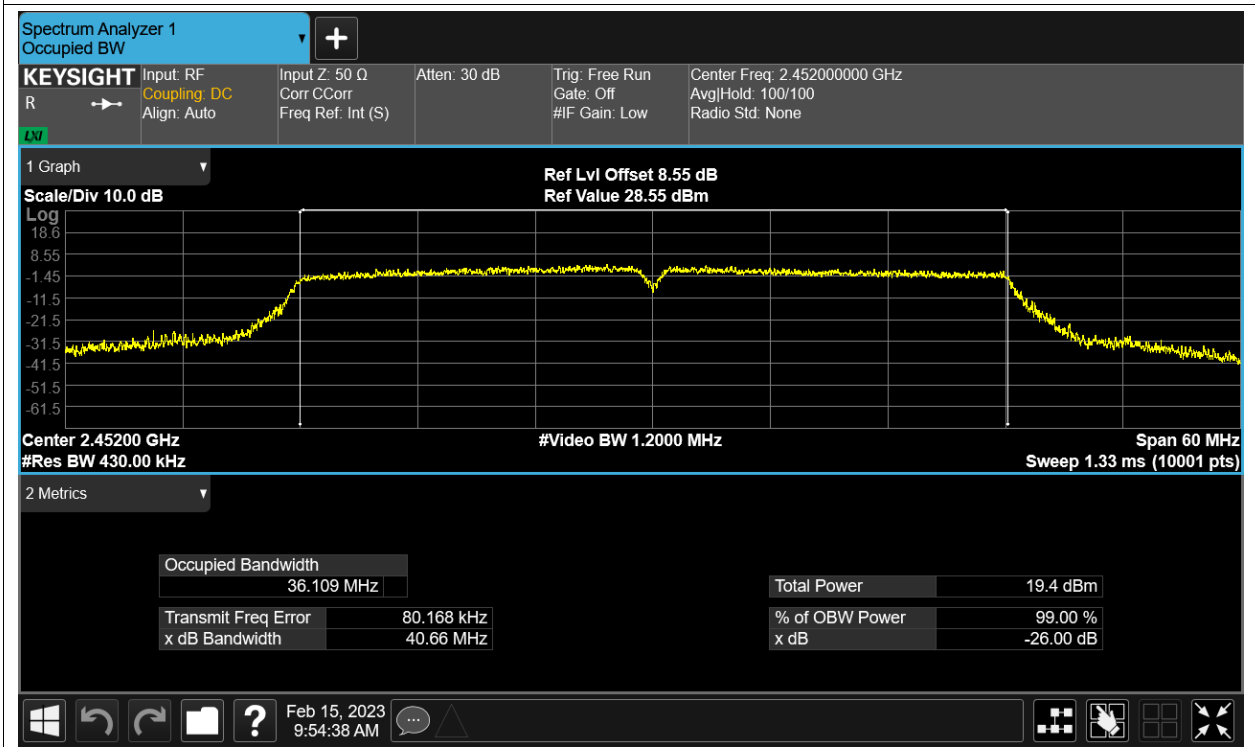 Spectrum Analyzer 1
Occupied BW
KEYSIGHT
R
LXI
Input: RF
Coupling: DC
Align: Auto
Input Z: 50 Ω
Corr CCorr
Freq Ref: Int (S)
Atten: 30 dB
Trig: Free Run
Gate: Off
#IF Gain: Low
Center Freq: 2.452000000 GHz
Avg|Hold: 100/100
Radio Std: None
1 Graph
Ref Lvl Offset 8.55 dB
Scale/Div 10.0 dB
Ref Value 28.55 dBm
Log
18.6
8.55
-1.45
-11.5
-21.5
-31.5
-41.5
-51.5
-61.5
Center 2.45200 GHz
#Video BW 1.2000 MHz
Span 60 MHz
#Res BW 430.00 kHz
Sweep 1.33 ms (10001 pts)
2 Metrics
Occupied Bandwidth
36.109 MHz
Total Power 19.4 dBm
Transmit Freq Error 80.168 kHz
% of OBW Power 99.00 %
x dB Bandwidth 40.66 MHz
x dB -26.00 dB
?
Feb 15, 2023
9:54:38 AM